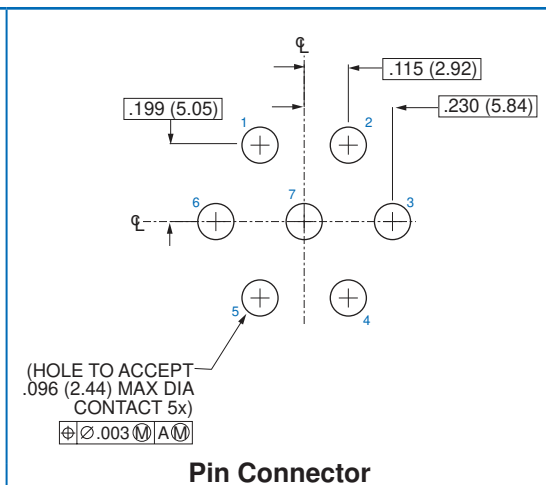 ℄
.115 (2.92)
.199 (5.05)
.230 (5.84)
1
2
6
7
3
℄
5
4
(HOLE TO ACCEPT
.096 (2.44) MAX DIA
CONTACT 5x)
⌖ ∅.003 Ⓜ A Ⓜ
Pin Connector